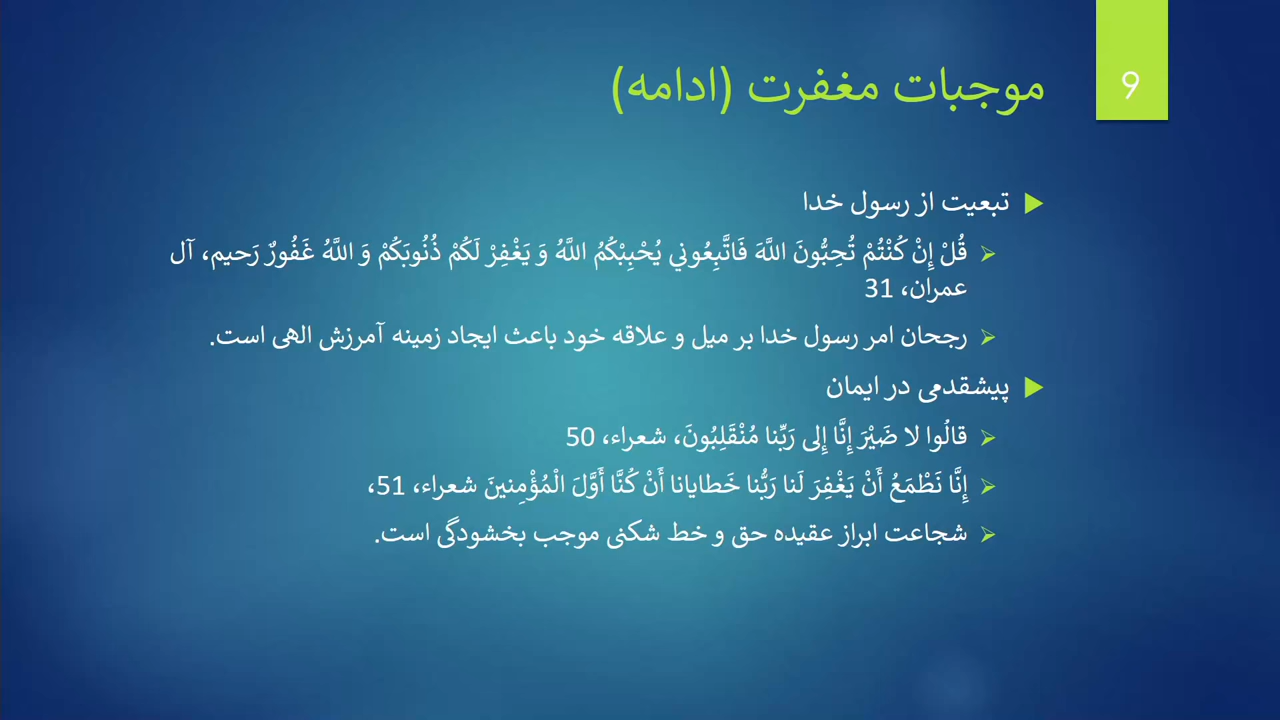 9
موجبات مغفرت (ادامه)
تبعیت از رسول خدا
قُلْ إِنْ كُنْتُمْ تُحِبُّونَ اللَّهَ فَاتَّبِعُوني يُحْبِبْكُمُ اللَّهُ وَ يَغْفِرْ لَكُمْ ذُنُوبَكُمْ وَ اللَّهُ غَفُورٌ رَحيم، آل
عمران، 31
رجحان امر رسول خدا بر میل و علاقه خود باعث ایجاد زمینه آمرزش الهی است.
پیشقدمی در ایمان
قالُوا لا ضَيْرَ إِنَّا إِلى رَبِّنا مُنْقَلِبُونَ، شعراء، 50
إِنَّا نَطْمَعُ أَنْ يَغْفِرَ لَنا رَبُّنا خَطايانا أَنْ كُنَّا أَوَّلَ الْمُؤْمِنينَ شعراء، 51،
شجاعت ابراز عقیده حق و خط شکنی موجب بخشودگی است.